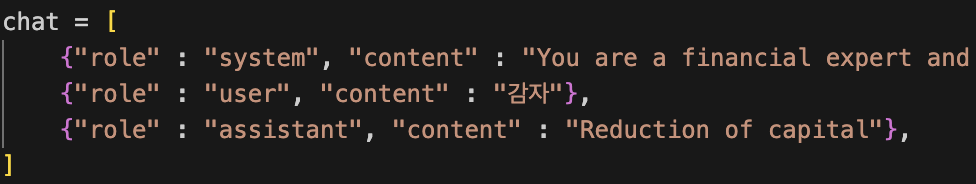 chat = [
{"role" : "system", "content" : "You are a financial expert and
{"role" : "user", "content" : "감자"},
{"role" : "assistant", "content" : "Reduction of capital"},
]